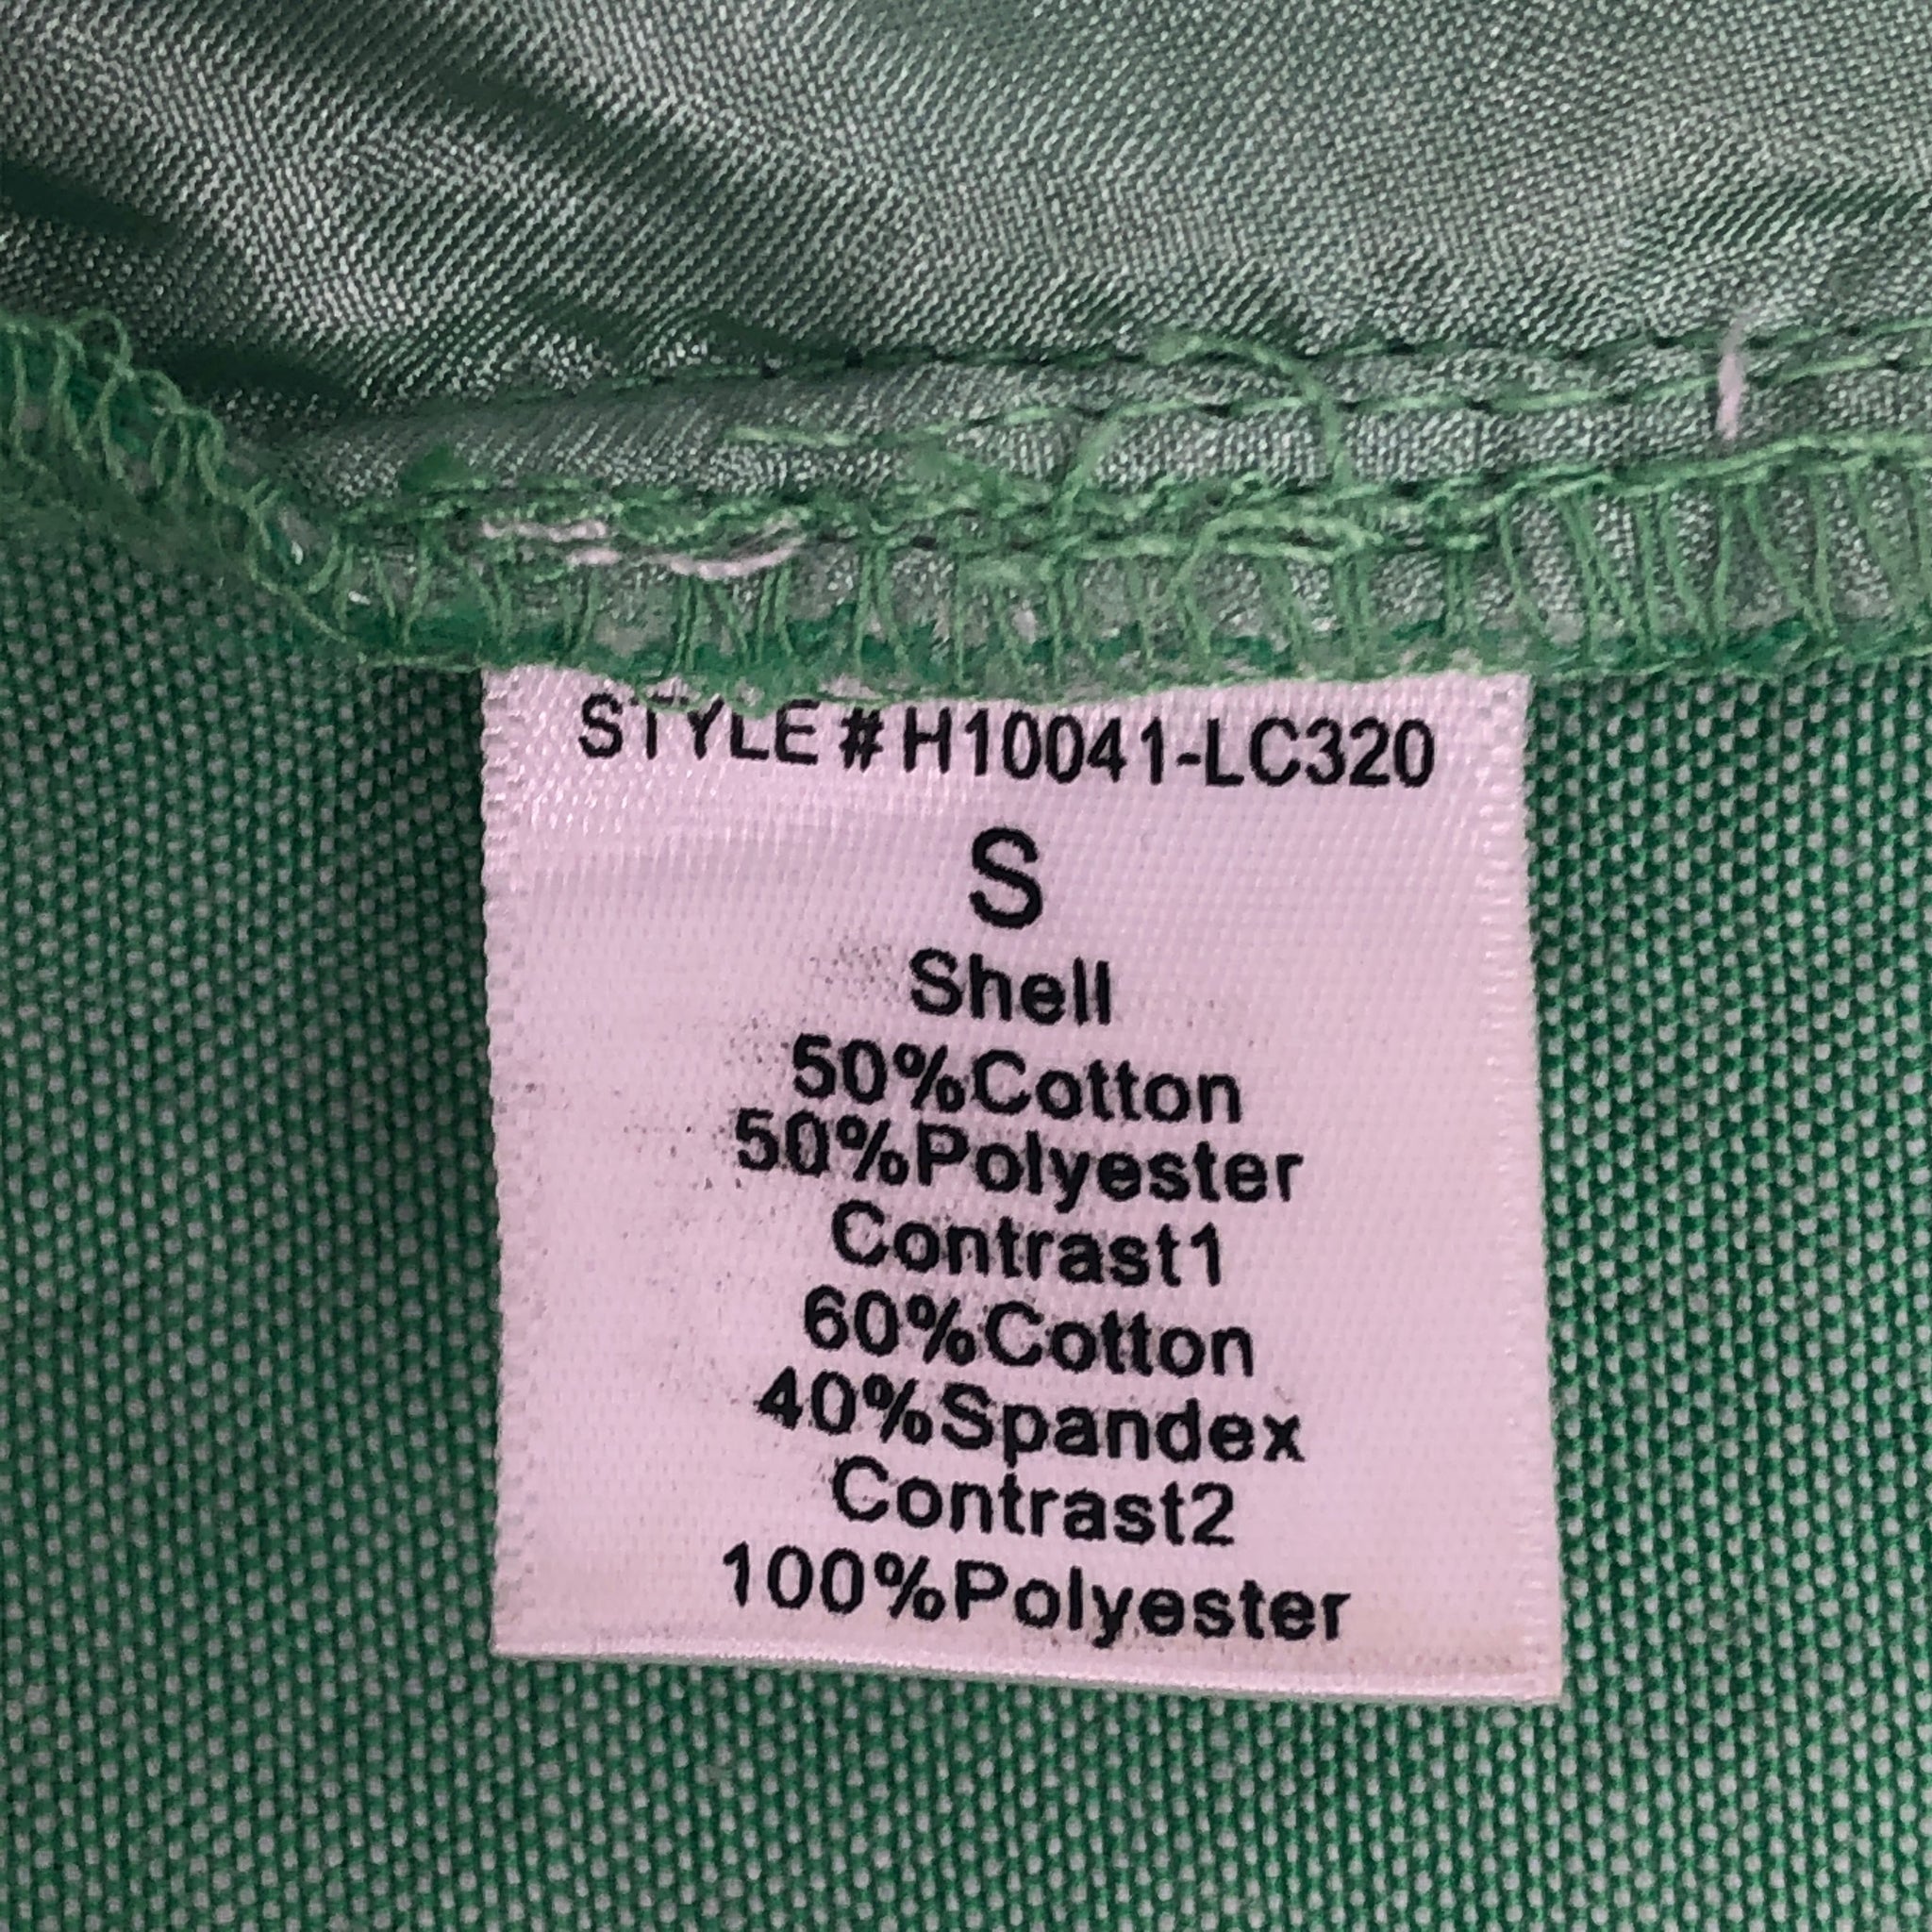 STYLE # H10041-LC320
S
Shell
50%Cotton
50%Polyester
Contrast1
60%Cotton
40%Spandex
Contrast2
100%Polyester